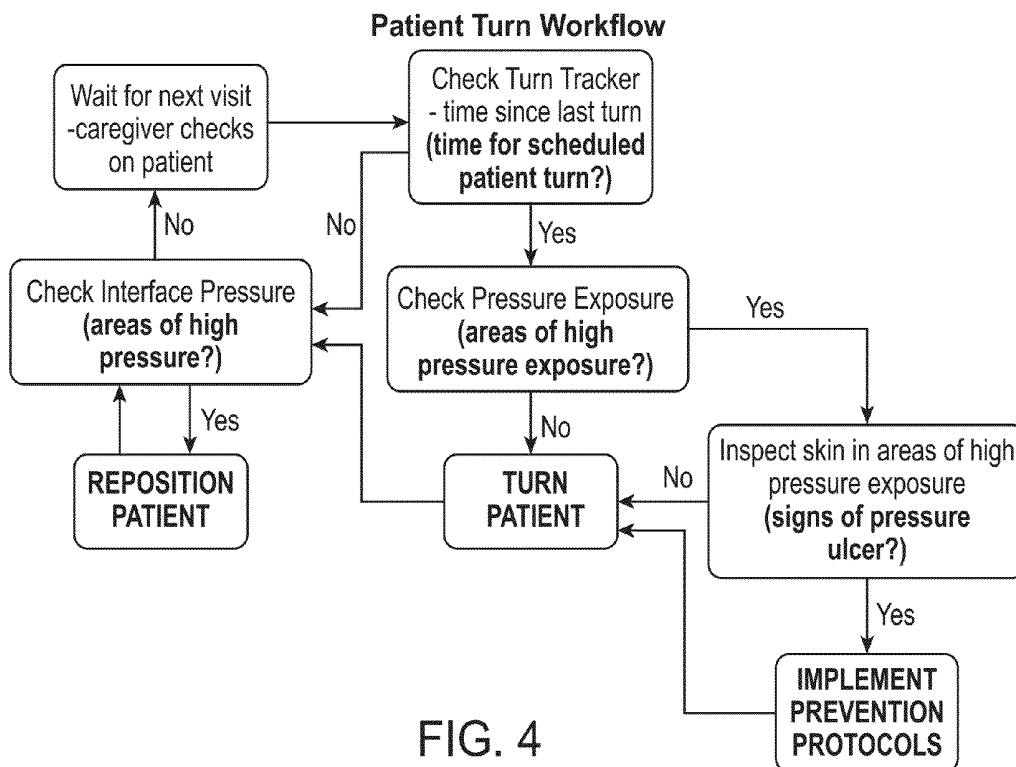 Patient Turn Workflow
Wait for next visit
-caregiver checks
on patient
Check Turn Tracker
- time since last turn
(time for scheduled
patient turn?)
No
No
Yes
Check Interface Pressure
(areas of high
pressure?)
Check Pressure Exposure
(areas of high
pressure exposure?)
Yes
Yes
No
REPOSITION
PATIENT
TURN
PATIENT
No
Inspect skin in areas of high
pressure exposure
(signs of pressure
ulcer?)
Yes
IMPLEMENT
PREVENTION
PROTOCOLS
FIG. 4